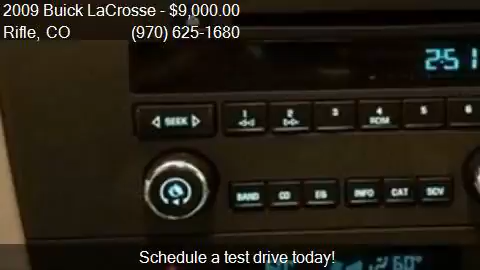 2009 Buick LaCrosse - $9,000.00
Rifle, CO (970) 625-1680
2:51
SEEK 1 2 3 4 5 6
RDM
BAND CD EQ INFO CAT SCV
60°
Schedule a test drive today!